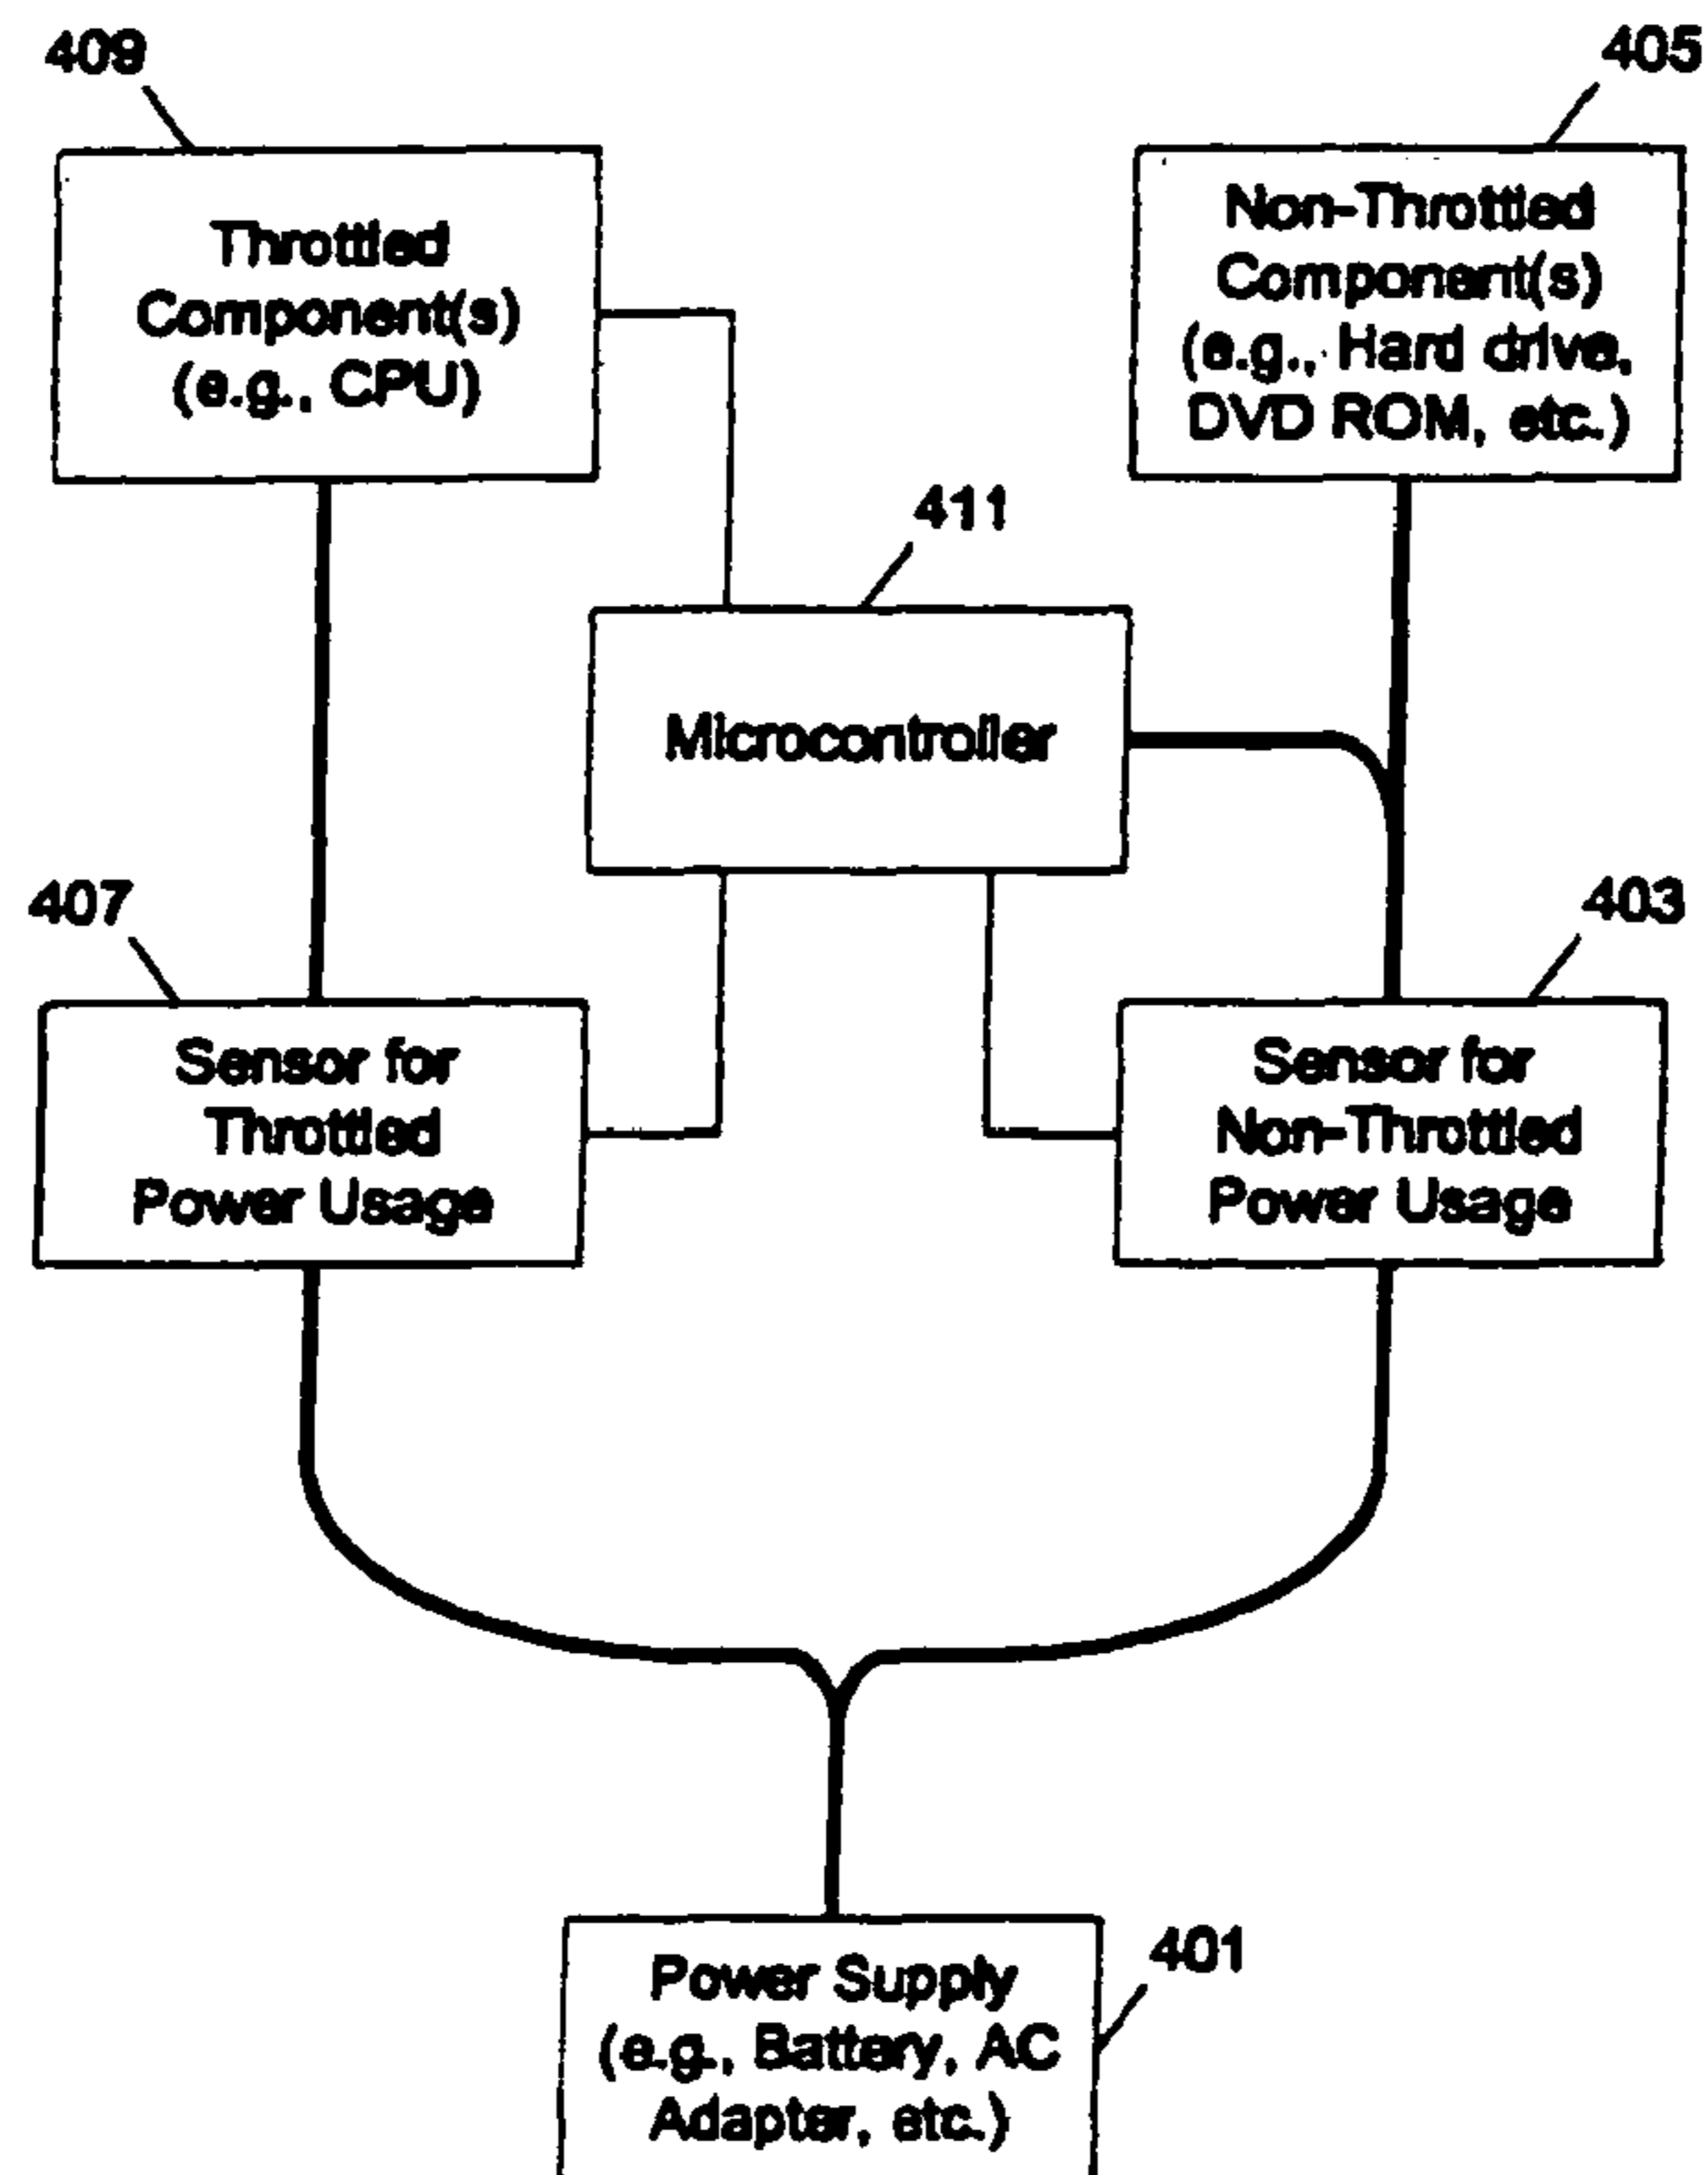 409
405
Throttled
Component(s)
(e.g., CPU)
Non-Throttled
Component(s)
(e.g., Hard drive,
DVD ROM, etc.)
411
Microcontroller
407
403
Sensor for
Throttled
Power Usage
Sensor for
Non-Throttled
Power Usage
401
Power Supply
(e.g., Battery, AC
Adapter, etc.)